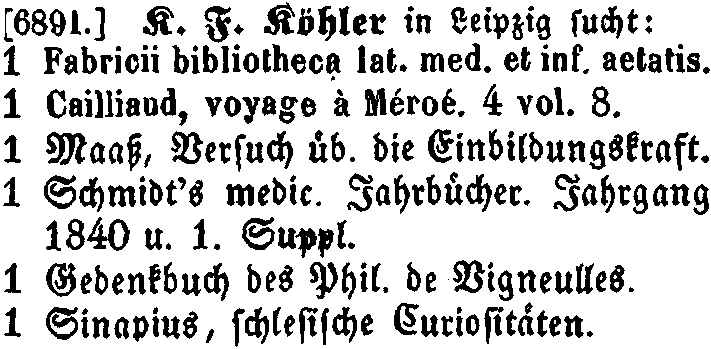 [6891.] K. F. Köhler in Leipzig ſucht:
1 Fabricii bibliotheca lat. med. et inf. aetatis.
1 Cailliaud, voyage à Méroé. 4 vol. 8.
1 Maaß, Verſuch üb. die Einbildungskraft.
1 Schmidt's medic. Jahrbücher. Jahrgang
1840 u. 1. Suppl.
1 Gedenkbuch des Phil. de Vigneulles.
1 Sinapius, ſchleſiſche Curioſitäten.